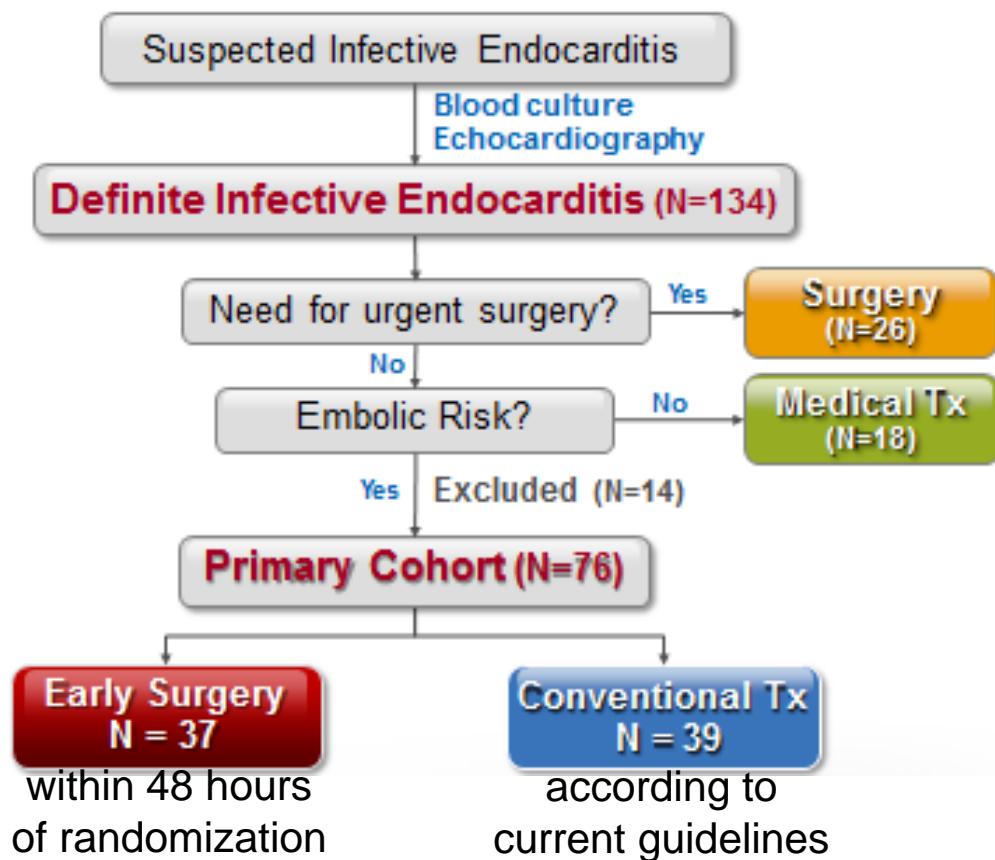 Suspected Infective Endocarditis
Blood culture
Echocardiography
Definite Infective Endocarditis (N=134)
Need for urgent surgery?
Yes
Surgery
(N=26)
No
Embolic Risk?
No
Medical Tx
(N=18)
Yes
Excluded (N=14)
Primary Cohort (N=76)
Early Surgery
N = 37
within 48 hours
of randomization
Conventional Tx
N = 39
according to
current guidelines